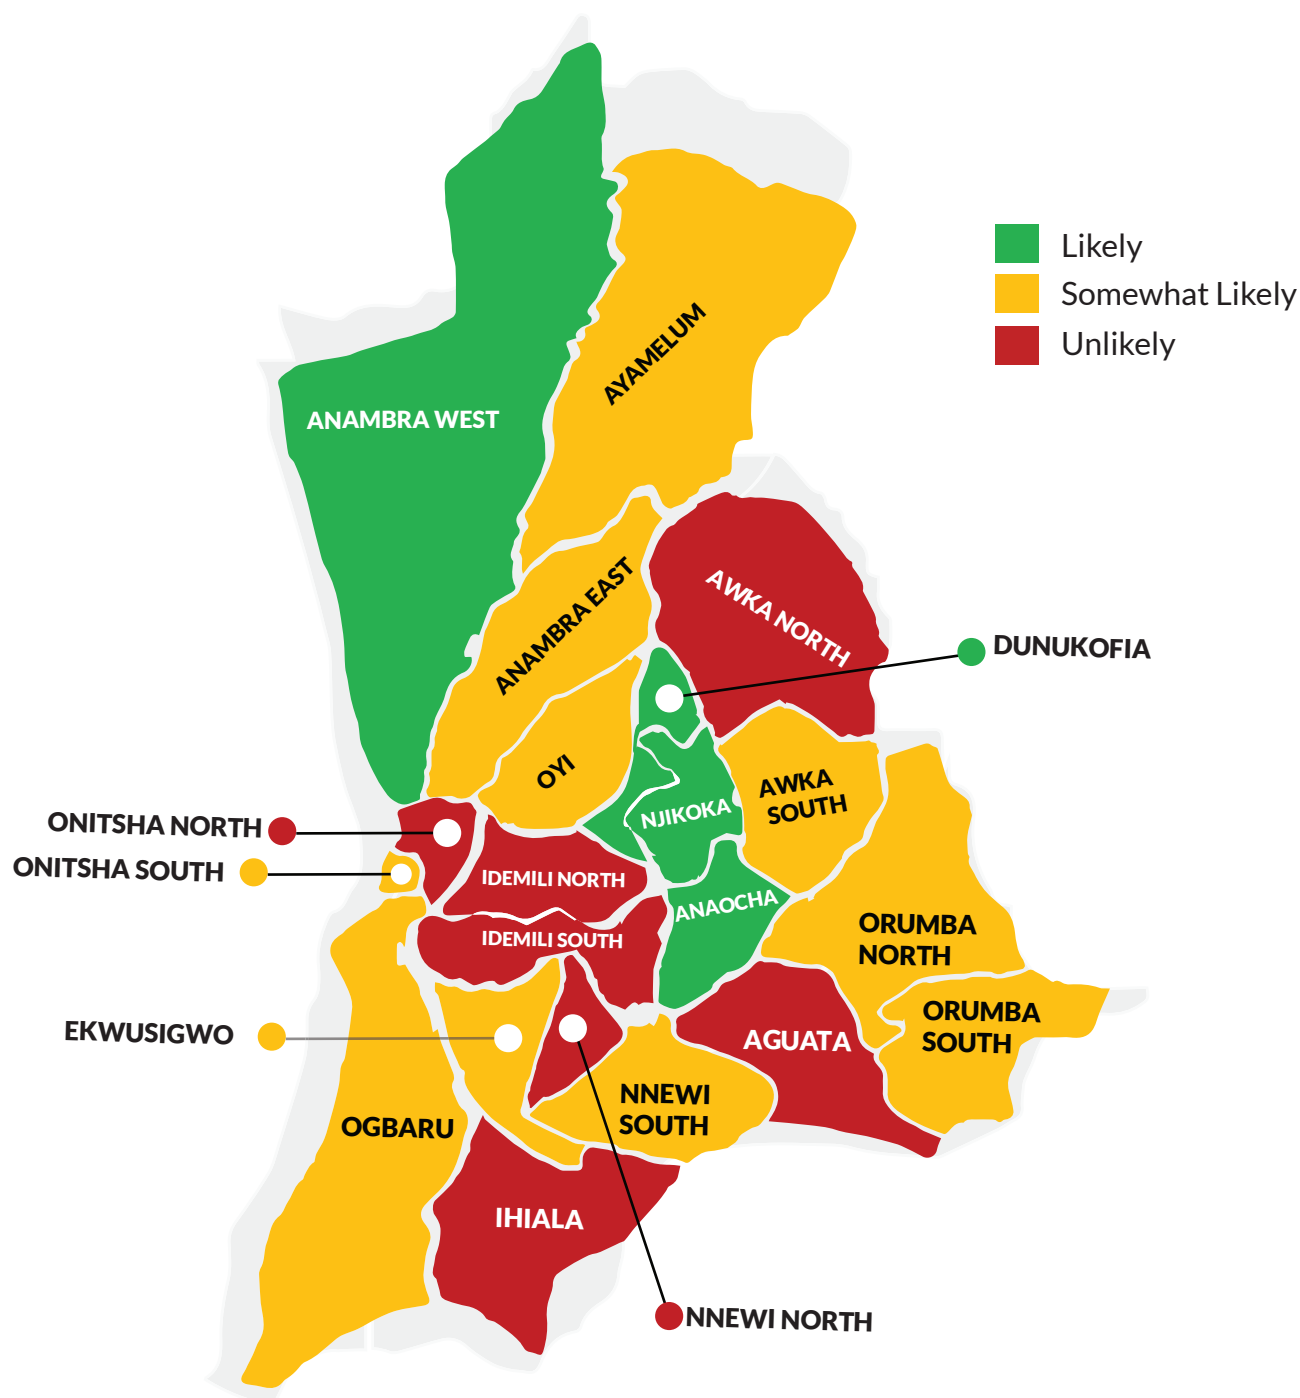 Likely
Somewhat Likely
Unlikely
AYAMELUM
ANAMBRA WEST
ANAMBRA EAST
AWKA NORTH
DUNUKOFIA
OYI
AWKA
SOUTH
NJIKOKA
ONITSHA NORTH
ONITSHA SOUTH
IDEMILI NORTH
ANAOCHA
IDEMILI SOUTH
ORUMBA
NORTH
ORUMBA
SOUTH
EKWUSIGWO
AGUATA
NNEWI
SOUTH
OGBARU
IHIALA
NNEWI NORTH